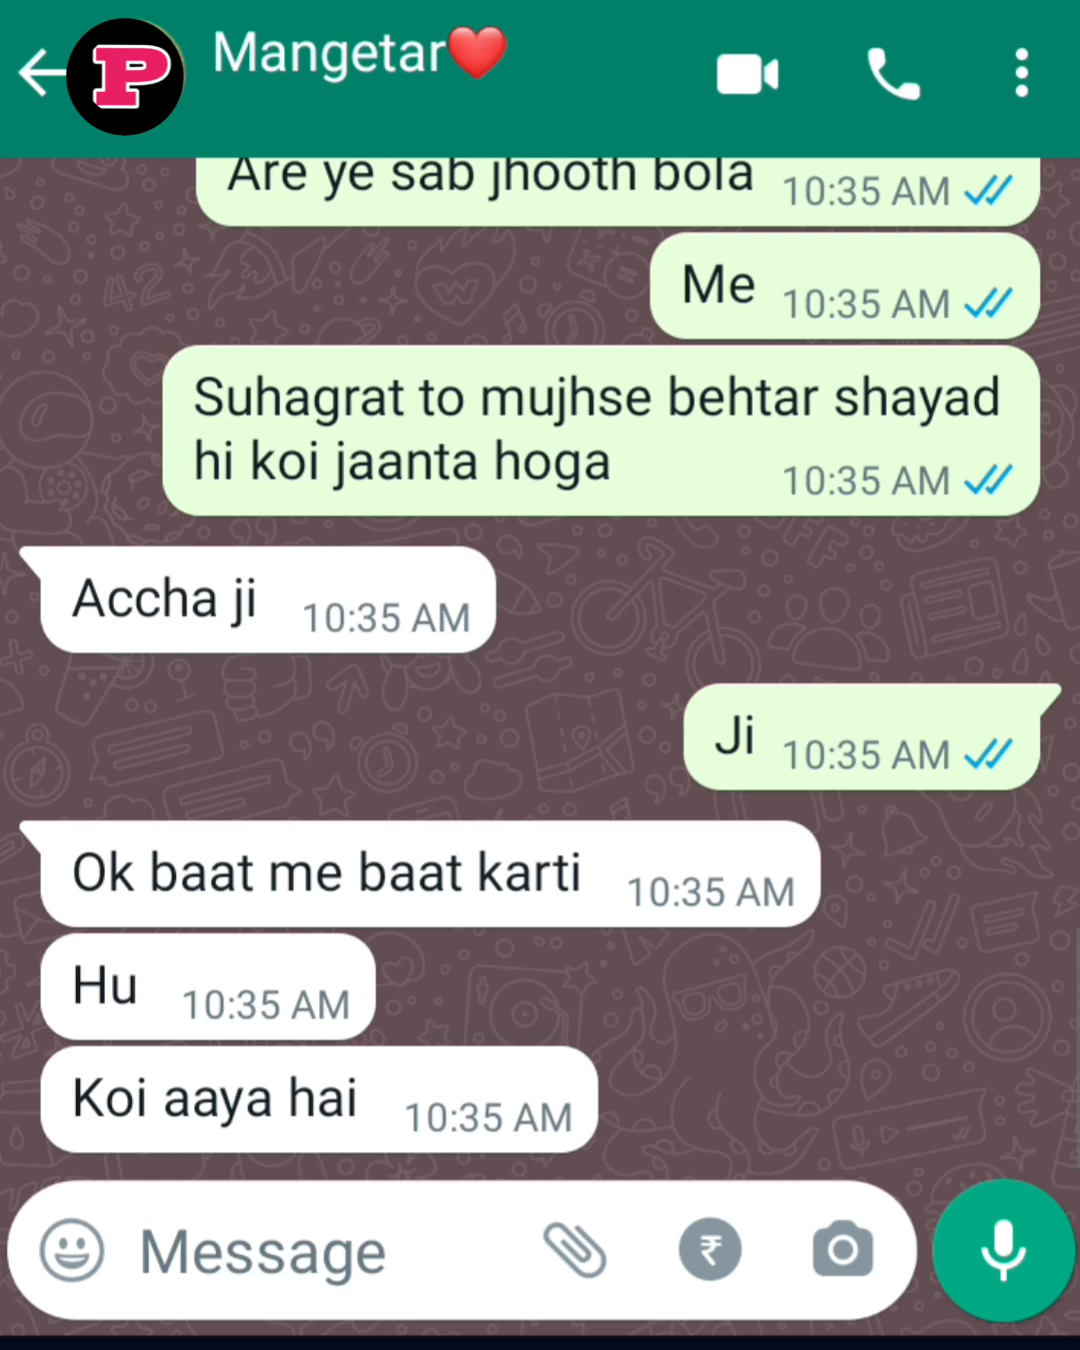 P
Mangetar❤️
Are ye sab jhooth bola 10:35 AM
Me 10:35 AM
Suhagrat to mujhse behtar shayad
hi koi jaanta hoga 10:35 AM
Accha ji 10:35 AM
Ji 10:35 AM
Ok baat me baat karti 10:35 AM
Hu 10:35 AM
Koi aaya hai 10:35 AM
Message ₹